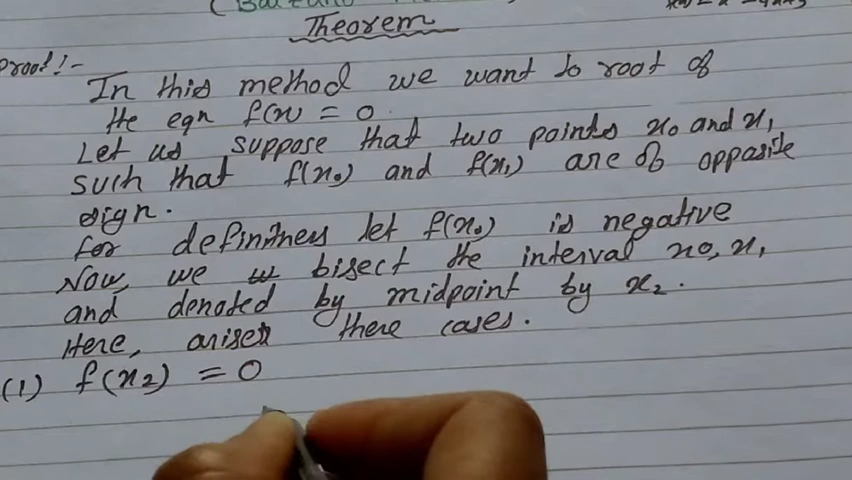 Theorem
Proof :-
In this method we want to root of
the eqn f(x) = 0.
Let us suppose that two points x₀ and x₁
such that f(x₀) and f(x₁) are of opposite
sign.
for definitness let f(x₀) is negative
Now, we bisect the interval x₀, x₁
and denoted by midpoint by x₂.
Here, arises there cases.
(1) f(x₂) = 0